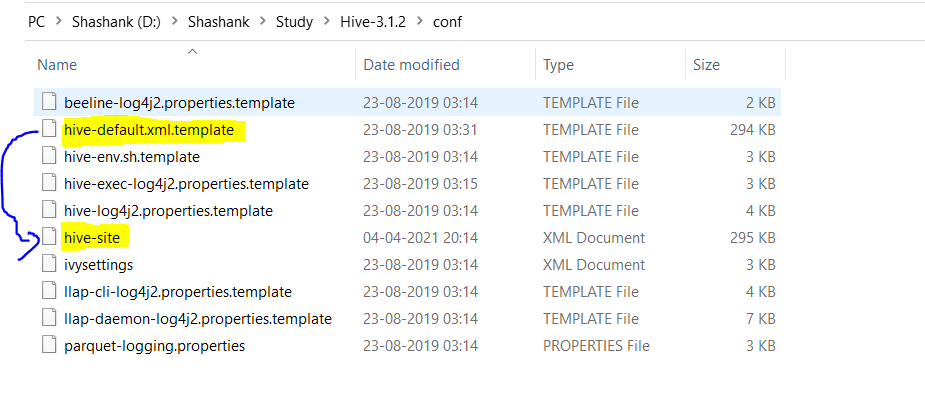 PC > Shashank (D:) > Shashank > Study > Hive-3.1.2 > conf
Name Date modified Type Size
beeline-log4j2.properties.template 23-08-2019 03:14 TEMPLATE File 2 KB
hive-default.xml.template 23-08-2019 03:31 TEMPLATE File 294 KB
hive-env.sh.template 23-08-2019 03:14 TEMPLATE File 3 KB
hive-exec-log4j2.properties.template 23-08-2019 03:15 TEMPLATE File 3 KB
hive-log4j2.properties.template 23-08-2019 03:14 TEMPLATE File 4 KB
hive-site 04-04-2021 20:14 XML Document 295 KB
ivysettings 23-08-2019 03:14 XML Document 3 KB
llap-cli-log4j2.properties.template 23-08-2019 03:14 TEMPLATE File 4 KB
llap-daemon-log4j2.properties.template 23-08-2019 03:14 TEMPLATE File 7 KB
parquet-logging.properties 23-08-2019 03:14 PROPERTIES File 3 KB